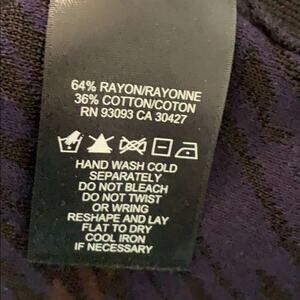 64% RAYON/RAYONNE
36% COTTON/COTON
RN 93093 CA 30427
HAND WASH COLD
SEPARATELY
DO NOT BLEACH
DO NOT TWIST
OR WRING
RESHAPE AND LAY
FLAT TO DRY
COOL IRON
IF NECESSARY